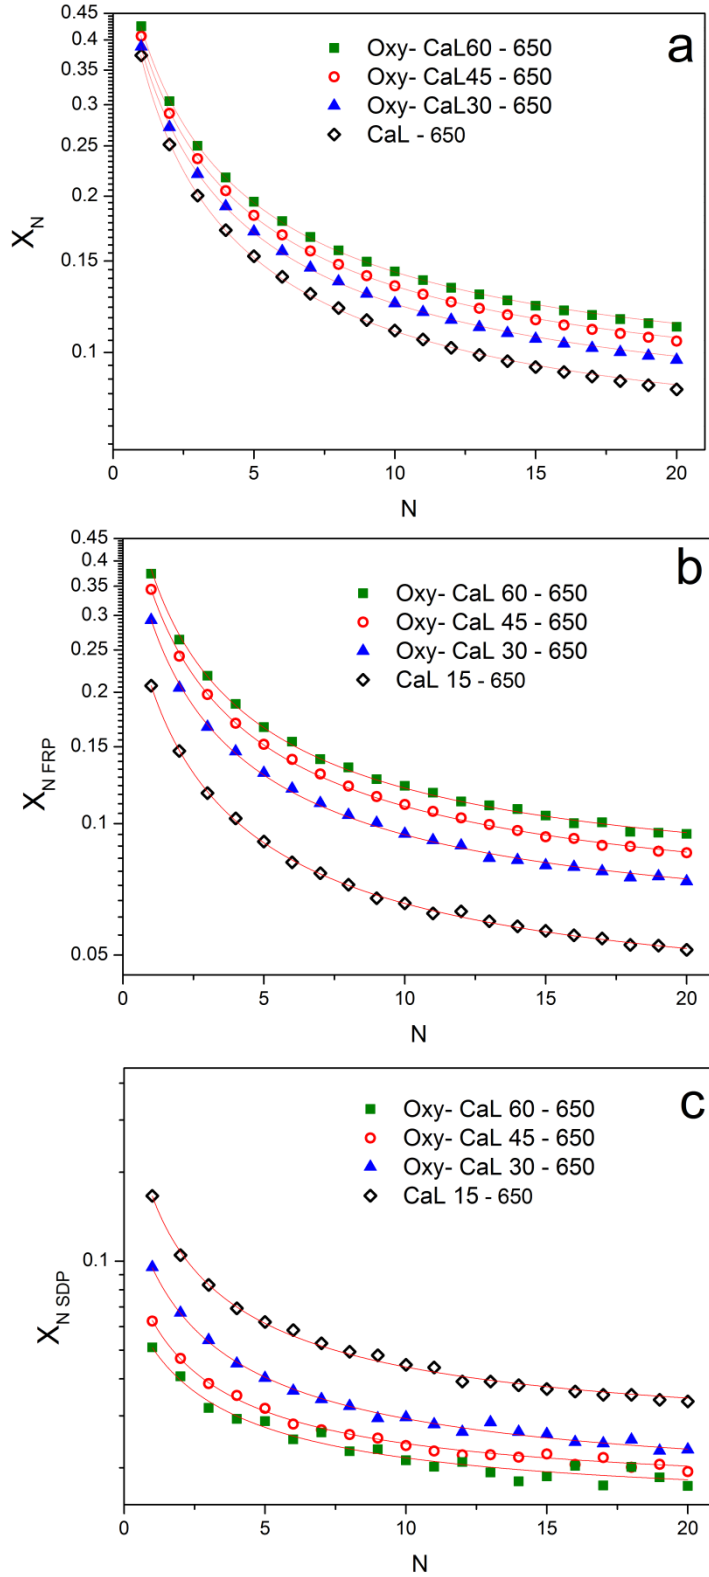 a
0.45
0.4
0.35
0.3
0.25
0.2
0.15
0.1
Oxy- CaL60 - 650
Oxy- CaL45 - 650
Oxy- CaL30 - 650
CaL - 650
X_N
0 5 10 15 20
N
b
0.45
0.4
0.35
0.3
0.25
0.2
0.15
0.1
0.05
Oxy- CaL 60 - 650
Oxy- CaL 45 - 650
Oxy- CaL 30 - 650
CaL 15 - 650
X_N FRP
0 5 10 15 20
N
c
0.1
Oxy- CaL 60 - 650
Oxy- CaL 45 - 650
Oxy- CaL 30 - 650
CaL 15 - 650
X_N SDP
0 5 10 15 20
N